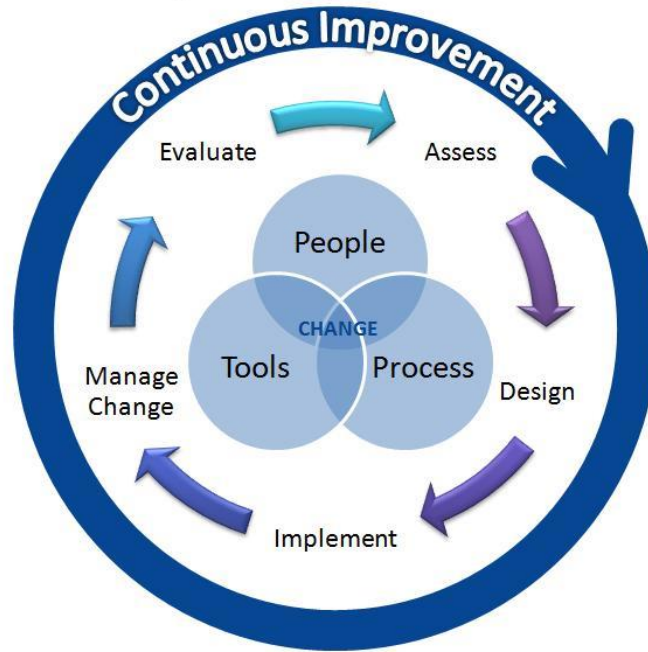 Continuous Improvement
Evaluate
Assess
People
CHANGE
Tools
Process
Manage
Change
Design
Implement